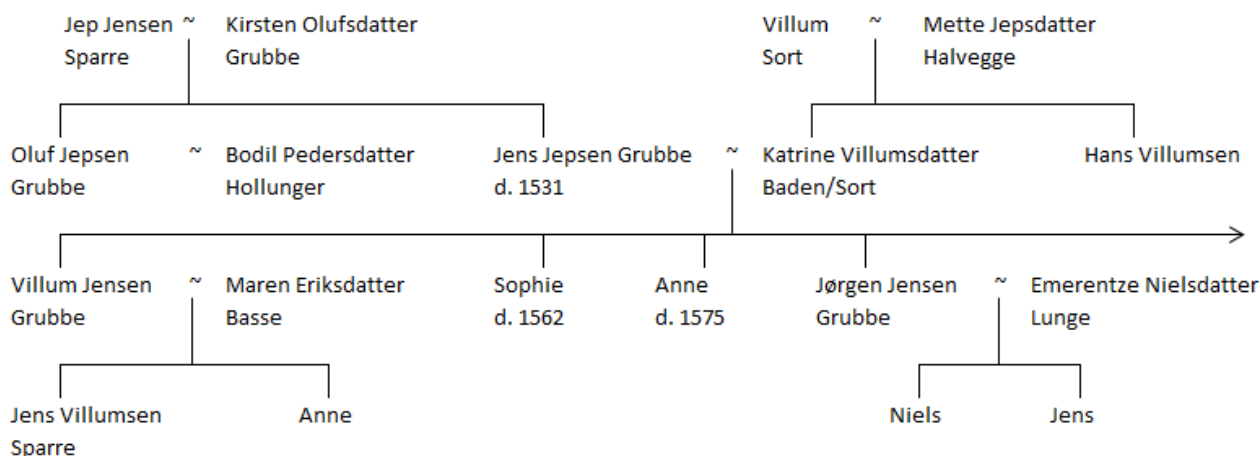 Jep Jensen ~ Kirsten Olufsdatter Villum ~ Mette Jepsdatter
Sparre Grubbe Sort Halvegge
Oluf Jepsen ~ Bodil Pedersdatter Jens Jepsen Grubbe ~ Katrine Villumsdatter Hans Villumsen
Grubbe Hollunger d. 1531 Baden/Sort
Villum Jensen ~ Maren Eriksdatter Sophie Anne Jørgen Jensen ~ Emerentze Nielsdatter
Grubbe Basse d. 1562 d. 1575 Grubbe Lunge
Jens Villumsen Anne Niels Jens
Sparre